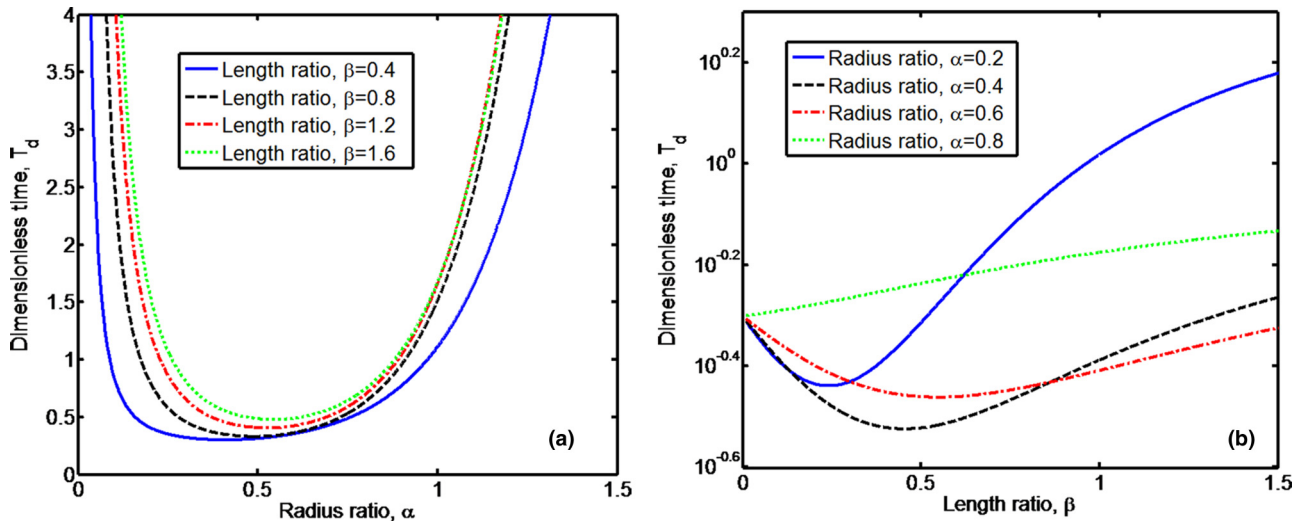 4
3.5
3
2.5
2
1.5
1
0.5
0
Dimensionless time, T_d
Length ratio, β=0.4
Length ratio, β=0.8
Length ratio, β=1.2
Length ratio, β=1.6
(a)
0 0.5 1 1.5
Radius ratio, α
10^0.2
10^0
10^-0.2
10^-0.4
10^-0.6
Dimensionless time, T_d
Radius ratio, α=0.2
Radius ratio, α=0.4
Radius ratio, α=0.6
Radius ratio, α=0.8
(b)
0 0.5 1 1.5
Length ratio, β